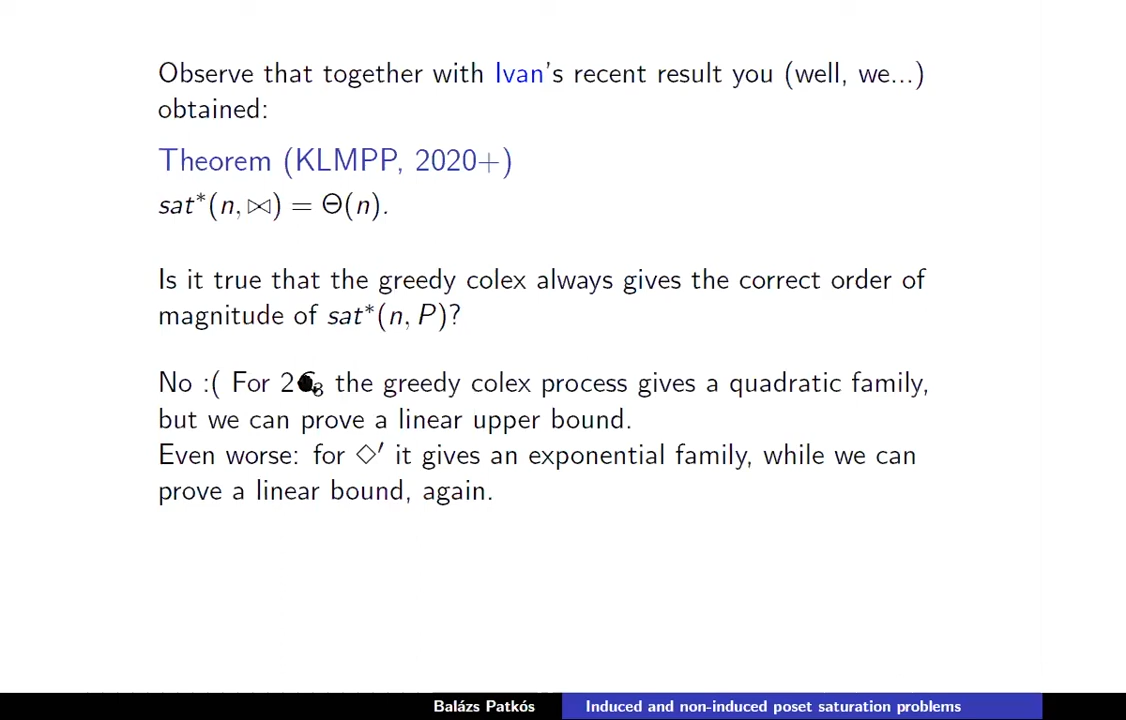 Observe that together with Ivan's recent result you (well, we...)
obtained:
Theorem (KLMPP, 2020+)
sat*(n, ⋈) = Θ(n).
Is it true that the greedy colex always gives the correct order of
magnitude of sat*(n, P)?
No :( For 2 the greedy colex process gives a quadratic family,
but we can prove a linear upper bound.
Even worse: for ◇′ it gives an exponential family, while we can
prove a linear bound, again.
Balázs Patkós Induced and non-induced poset saturation problems